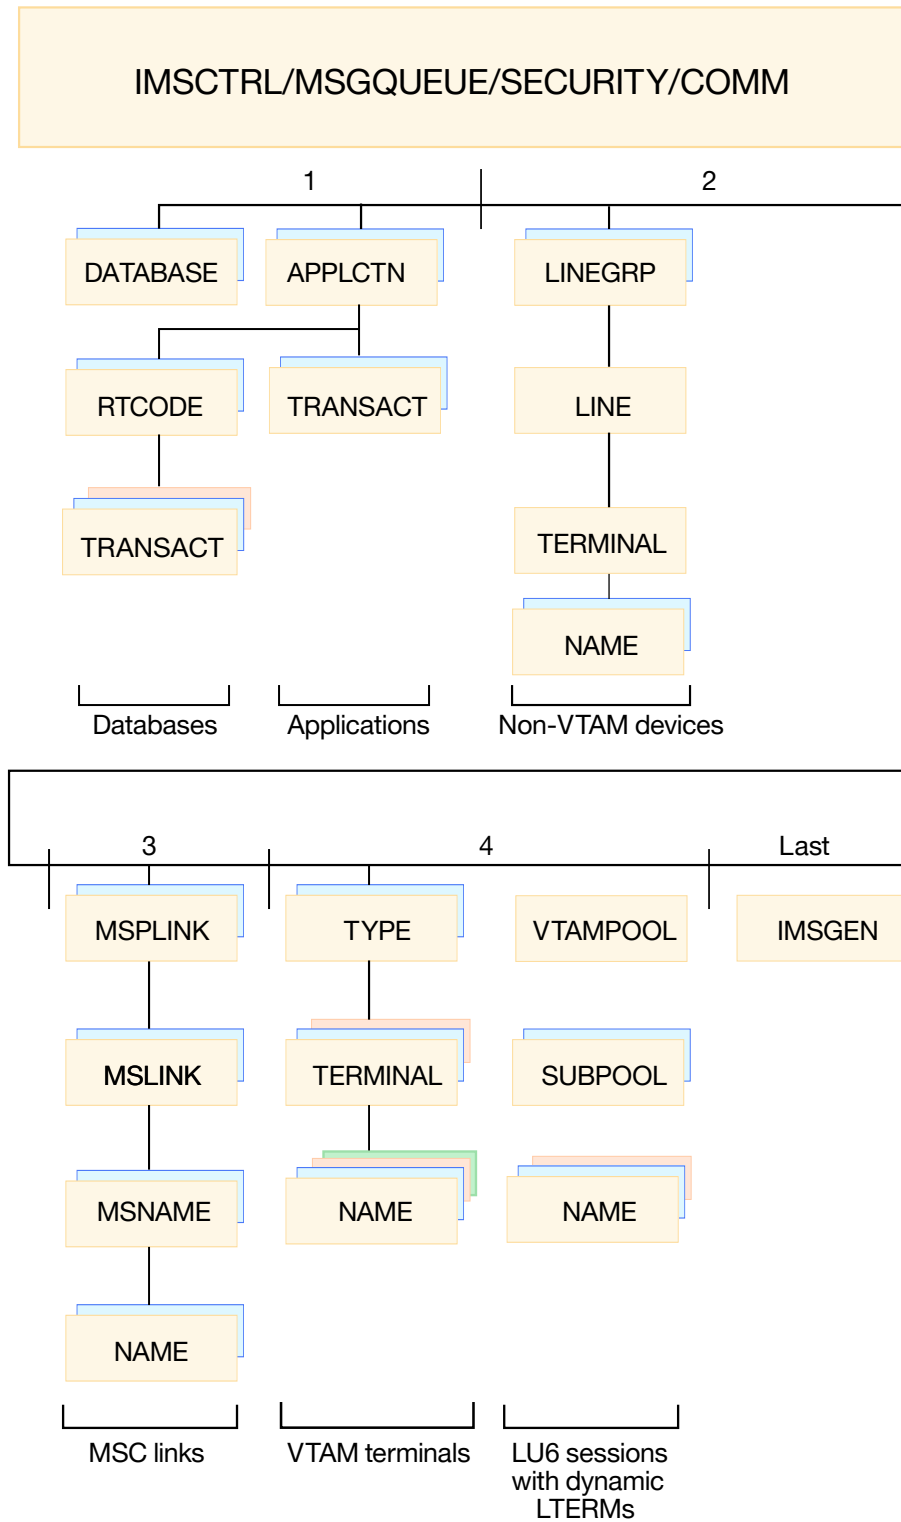 IMSCTRL/MSGQUEUE/SECURITY/COMM
1 2
DATABASE APPLCTN LINEGRP
RTCODE TRANSACT LINE
TRANSACT TERMINAL
NAME
Databases Applications Non-VTAM devices
3 4 Last
MSPLINK TYPE VTAMPOOL IMSGEN
MSLINK TERMINAL SUBPOOL
MSNAME NAME NAME
NAME
MSC links VTAM terminals LU6 sessions
with dynamic
LTERMs